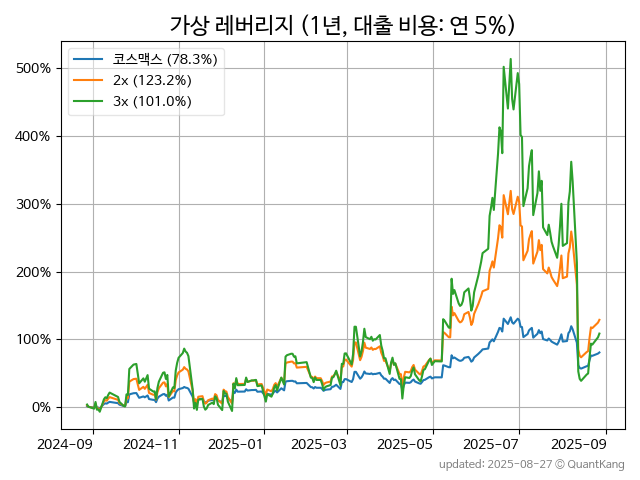 가상 레버리지 (1년, 대출 비용: 연 5%)
코스맥스 (78.3%)
2x (123.2%)
3x (101.0%)
500%
400%
300%
200%
100%
0%
2024-09 2024-11 2025-01 2025-03 2025-05 2025-07 2025-09
updated: 2025-08-27 © QuantKang